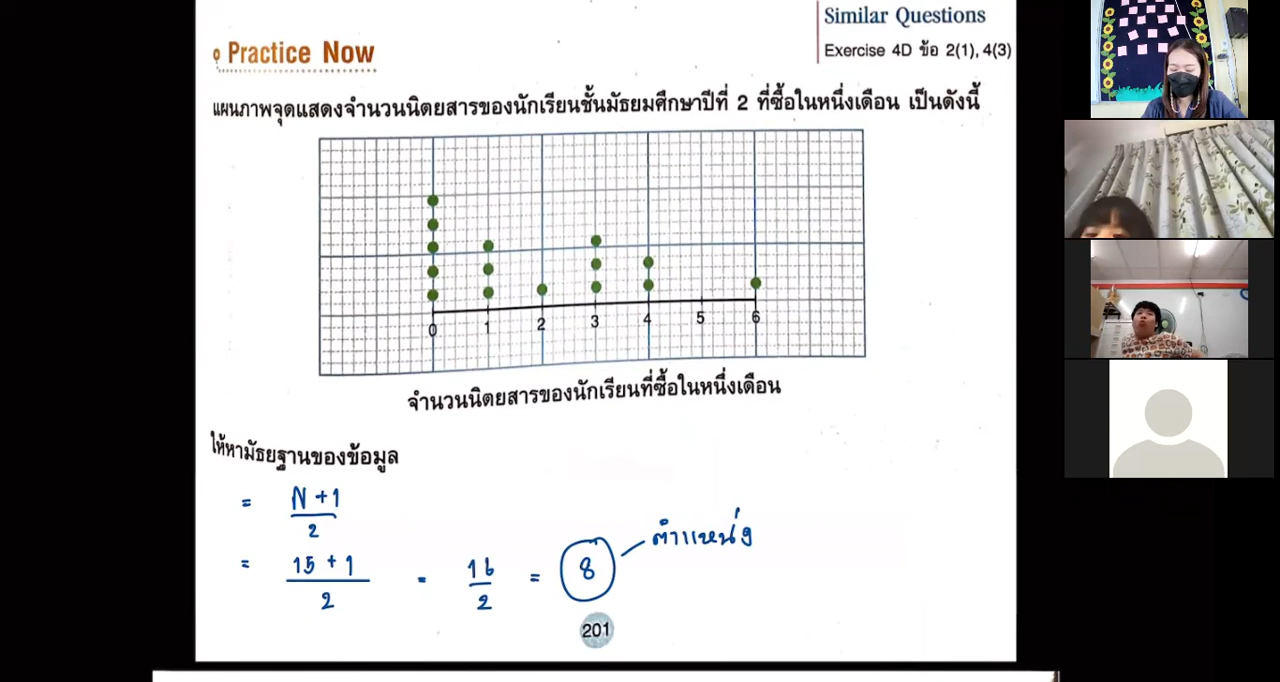 Similar Questions
Practice Now
Exercise 4D ข้อ 2(1), 4(3)
แผนภาพจุดแสดงจำนวนนิตยสารของนักเรียนชั้นมัธยมศึกษาปีที่ 2 ที่ซื้อในหนึ่งเดือน เป็นดังนี้
0 1 2 3 4 5 6
จำนวนนิตยสารของนักเรียนที่ซื้อในหนึ่งเดือน
ให้หามัธยฐานของข้อมูล
= N+1
2
= 15 + 1 = 16 = 8 ตำแหน่ง
2 2
201